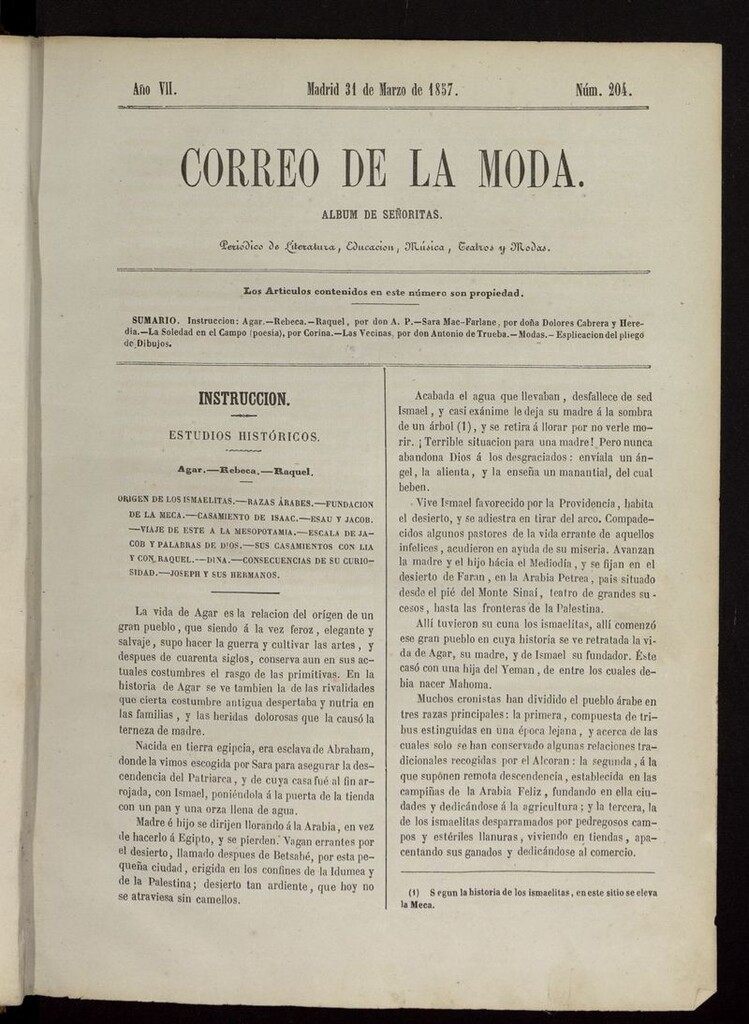 Año VII. Madrid 31 de Marzo de 1857. Núm. 204.
CORREO DE LA MODA.
ALBUM DE SEÑORITAS.
Periódico de Literatura, Educacion, Música, Teatros y Modas.
Los Articulos contenidos en este número son propiedad.
SUMARIO. Instruccion: Agar.—Rebeca.—Raquel, por don A. P.—Sara Mac-Farlane, por doña Dolores Cabrera y Here-
dia.—La Soledad en el Campo (poesía), por Corina.—Las Vecinas, por don Antonio de Trueba.—Modas.—Esplicacion del pliego
de Dibujos.
INSTRUCCION.
ESTUDIOS HISTÓRICOS.
Agar.—Rebeca.—Raquel.
ORIGEN DE LOS ISMAELITAS.—RAZAS ÁRABES.—FUNDACION
DE LA MECA.—CASAMIENTO DE ISAAC.—ESAU Y JACOB.
—VIAJE DE ESTE A LA MESOPOTAMIA.—ESCALA DE JA-
COB Y PALABRAS DE DIOS.—SUS CASAMIENTOS CON LIA
Y CON RAQUEL.—DINA.—CONSECUENCIAS DE SU CURIO-
SIDAD.—JOSEPH Y SUS HERMANOS.
La vida de Agar es la relacion del orígen de un
gran pueblo, que siendo á la vez feroz, elegante y
salvaje, supo hacer la guerra y cultivar las artes, y
despues de cuarenta siglos, conserva aun en sus ac-
tuales costumbres el rasgo de las primitivas. En la
historia de Agar se ve tambien la de las rivalidades
que cierta costumbre antigua despertaba y nutria en
las familias, y las heridas dolorosas que la causó la
terneza de madre.
Nacida en tierra egipcia, era esclava de Abraham,
donde la vimos escogida por Sara para asegurar la des-
cendencia del Patriarca, y de cuya casa fué al fin ar-
rojada, con Ismael, poniéndola á la puerta de la tienda
con un pan y una orza llena de agua.
Madre é hijo se dirijen llorando á la Arabia, en vez
de hacerlo á Egipto, y se pierden. Vagan errantes por
el desierto, llamado despues de Betsabé, por esta pe-
queña ciudad, erigida en los confines de la Idumea y
de la Palestina; desierto tan ardiente, que hoy no
se atraviesa sin camellos.
Acabada el agua que llevaban, desfallece de sed
Ismael, y casi exánime le deja su madre á la sombra
de un árbol (1), y se retira á llorar por no verle mo-
rir. ¡Terrible situacion para una madre! Pero nunca
abandona Dios á los desgraciados: envíala un án-
gel, la alienta, y la enseña un manantial, del cual
beben.
Vive Ismael favorecido por la Providencia, habita
el desierto, y se adiestra en tirar del arco. Compade-
cidos algunos pastores de la vida errante de aquellos
infelices, acudieron en ayuda de su miseria. Avanzan
la madre y el hijo hácia el Mediodía, y se fijan en el
desierto de Faran, en la Arabia Petrea, pais situado
desde el pié del Monte Sinaí, teatro de grandes su-
cesos, hasta las fronteras de la Palestina.
Allí tuvieron su cuna los ismaelitas, allí comenzó
ese gran pueblo en cuya historia se ve retratada la vi-
da de Agar, su madre, y de Ismael su fundador. Éste
casó con una hija del Yeman, de entre los cuales de-
bia nacer Mahoma.
Muchos cronistas han dividido el pueblo árabe en
tres razas principales: la primera, compuesta de tri-
bus estinguidas en una época lejana, y acerca de las
cuales solo se han conservado algunas relaciones tra-
dicionales recogidas por el Alcoran: la segunda, á la
que supónen remota descendencia, establecida en las
campiñas de la Arabia Feliz, fundando en ella ciu-
dades y dedicándose á la agricultura; y la tercera, la
de los ismaelitas desparramados por pedregosos cam-
pos y estériles llanuras, viviendo en tiendas, apa-
centando sus ganados y dedicándose al comercio.
(1) Segun la historia de los ismaelitas, en este sitio se eleva
la Meca.